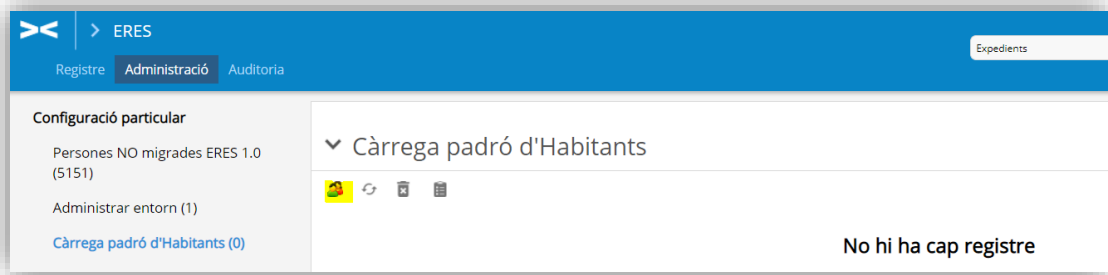 ERES
Expedients
Registre Administració Auditoria
Configuració particular
Persones NO migrades ERES 1.0
(5151)
Administrar entorn (1)
Càrrega padró d'Habitants (0)
Càrrega padró d'Habitants
No hi ha cap registre